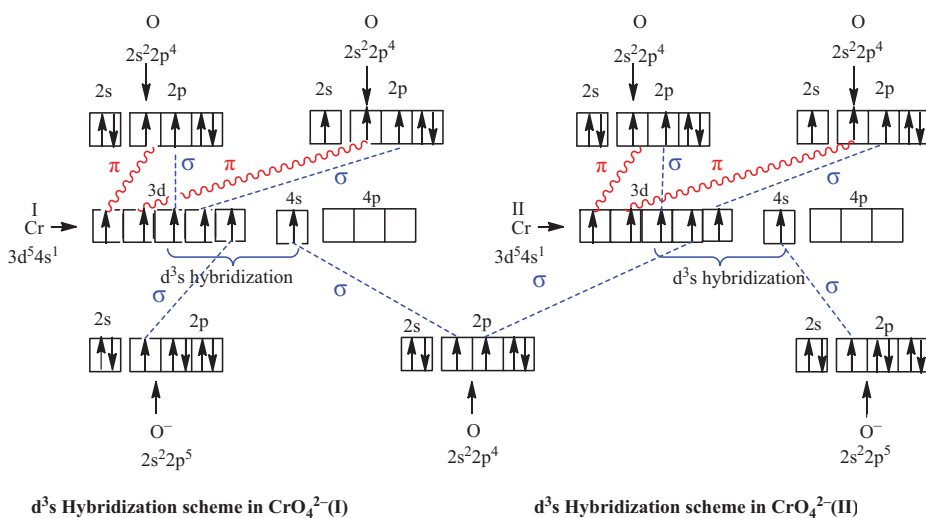 O O O O
2s²2p⁴ 2s²2p⁴ 2s²2p⁴ 2s²2p⁴
2s 2p 2s 2p 2s 2p 2s 2p
π σ π σ π σ π σ
I 3d 4s 4p II 3d 4s 4p
Cr Cr
3d⁵4s¹ 3d⁵4s¹
d³s hybridization d³s hybridization
σ σ σ σ
2s 2p 2s 2p 2s 2p
O⁻ O O⁻
2s²2p⁵ 2s²2p⁴ 2s²2p⁵
d³s Hybridization scheme in CrO₄²⁻(I) d³s Hybridization scheme in CrO₄²⁻(II)